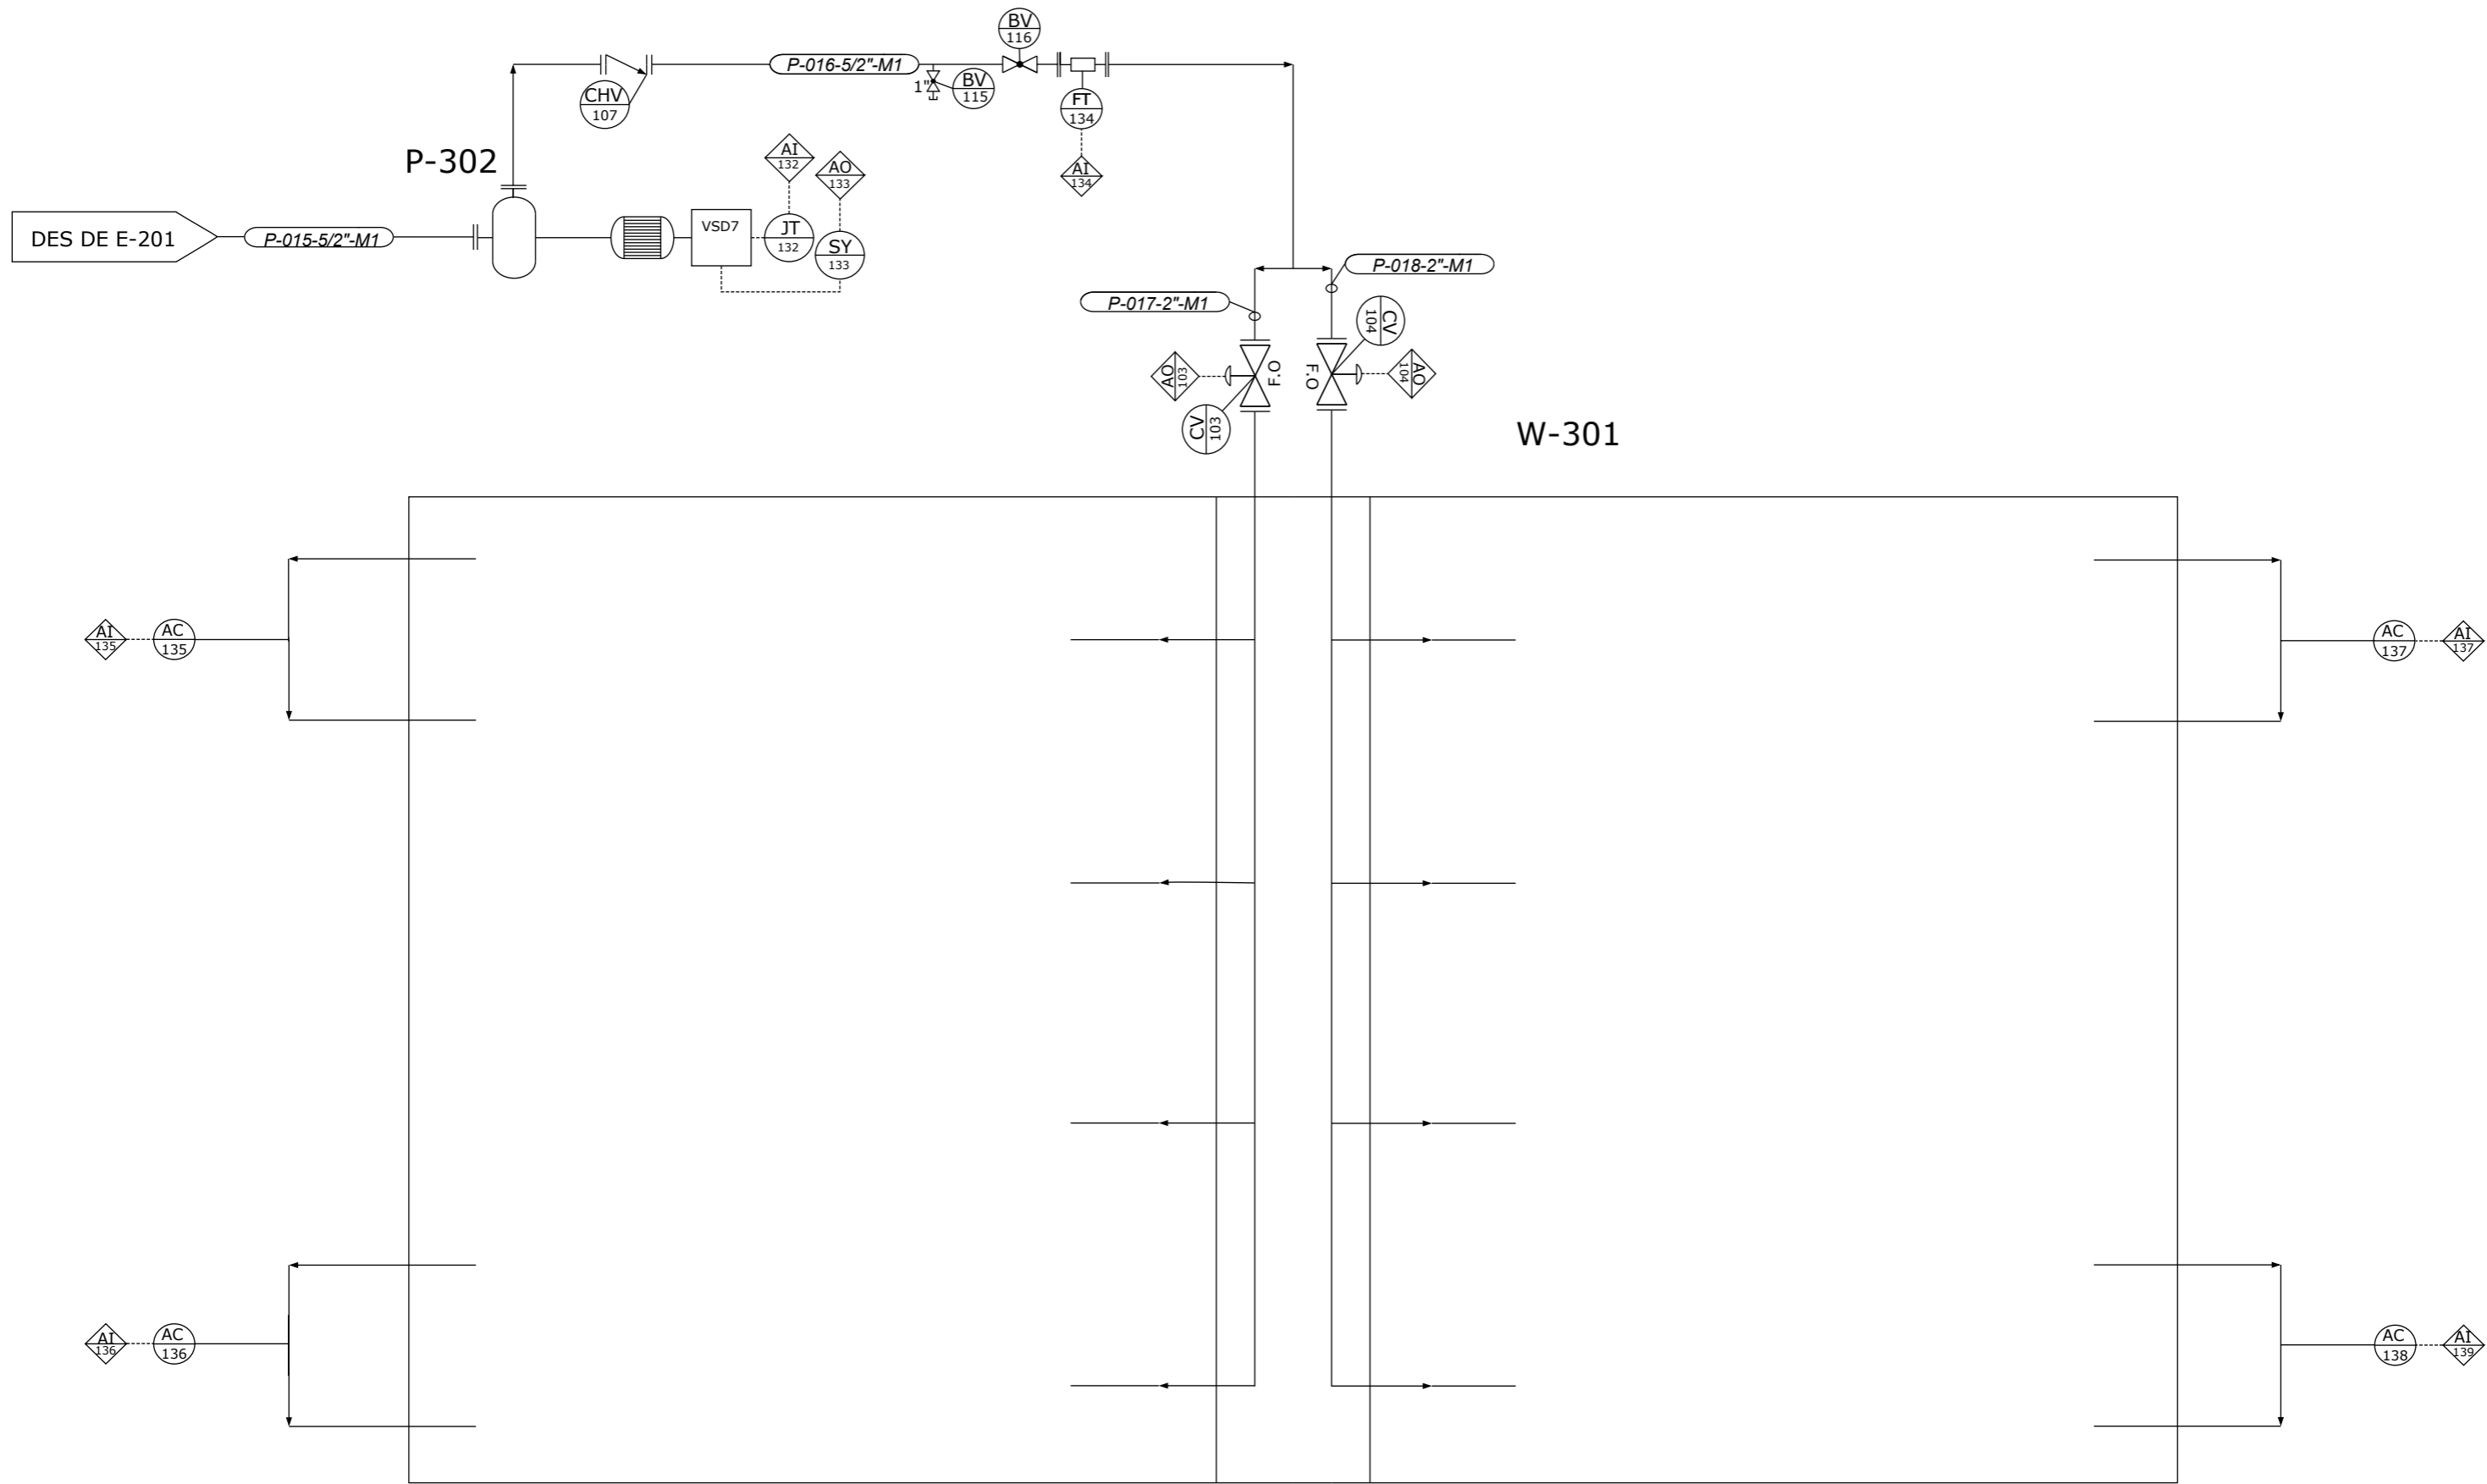 BV
116
P-016-5/2"-M1
CHV
107
1"
BV
115
FT
134
AI
134
P-302
AI
132
AO
133
DES DE E-201
P-015-5/2"-M1
VSD7
JT
132
SY
133
P-018-2"-M1
P-017-2"-M1
CV
104
AO
103
F.O
F.O
AO
104
CV
103
W-301
AI
135
AC
135
AC
137
AI
137
AI
136
AC
136
AC
138
AI
139